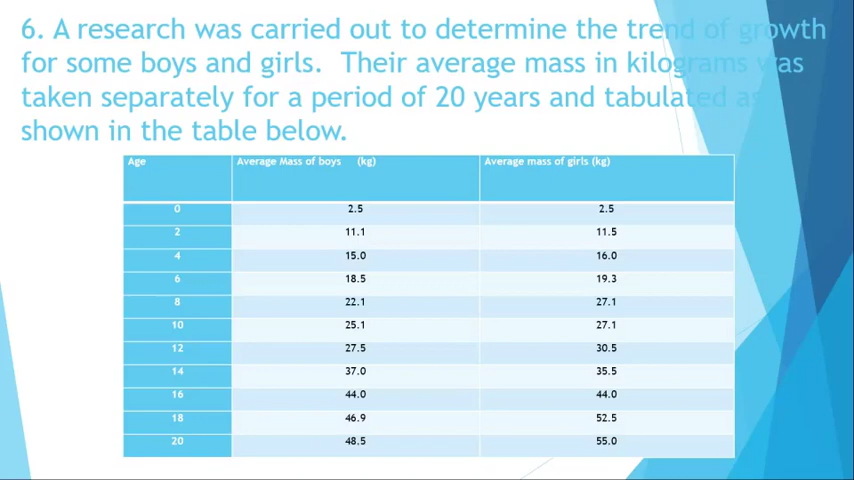 6. A research was carried out to determine the trend of growth
for some boys and girls.  Their average mass in kilograms was
taken separately for a period of 20 years and tabulated as
shown in the table below.
Age Average Mass of boys (kg) Average mass of girls (kg)
0 2.5 2.5
2 11.1 11.5
4 15.0 16.0
6 18.5 19.3
8 22.1 27.1
10 25.1 27.1
12 27.5 30.5
14 37.0 35.5
16 44.0 44.0
18 46.9 52.5
20 48.5 55.0